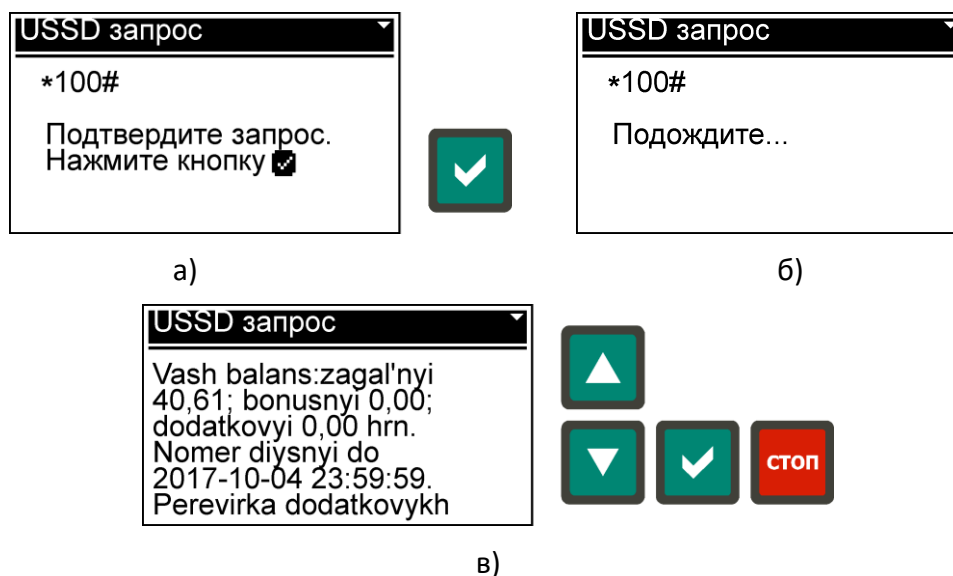 USSD запрос
*100#
Подтвердите запрос.
Нажмите кнопку
а)
USSD запрос
*100#
Подождите...
б)
USSD запрос
Vash balans:zagal'nyi
40,61; bonusnyi 0,00;
dodatkovyi 0,00 hrn.
Nomer diysnyi do
2017-10-04 23:59:59.
Perevirka dodatkovykh
стоп
в)